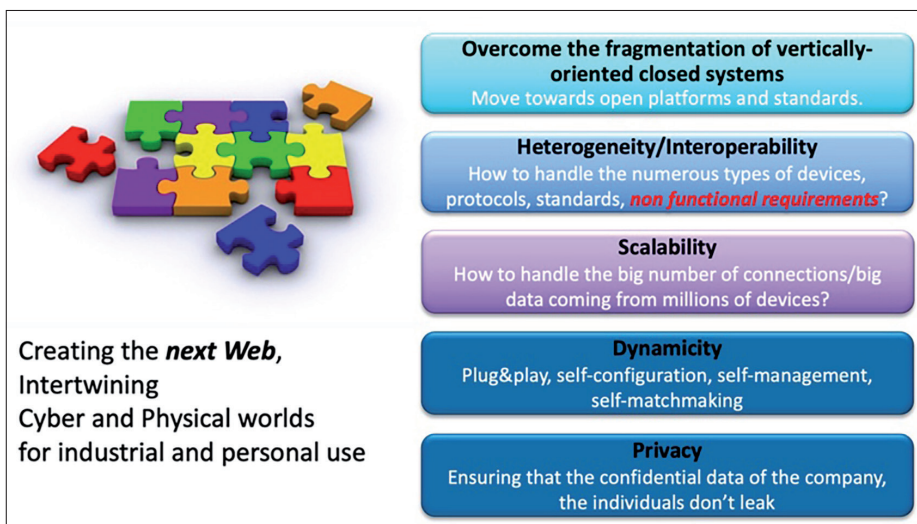 Creating the next Web,
Intertwining
Cyber and Physical worlds
for industrial and personal use
Overcome the fragmentation of vertically-
oriented closed systems
Move towards open platforms and standards.
Heterogeneity/Interoperability
How to handle the numerous types of devices,
protocols, standards, non functional requirements?
Scalability
How to handle the big number of connections/big
data coming from millions of devices?
Dynamicity
Plug&play, self-configuration, self-management,
self-matchmaking
Privacy
Ensuring that the confidential data of the company,
the individuals don’t leak